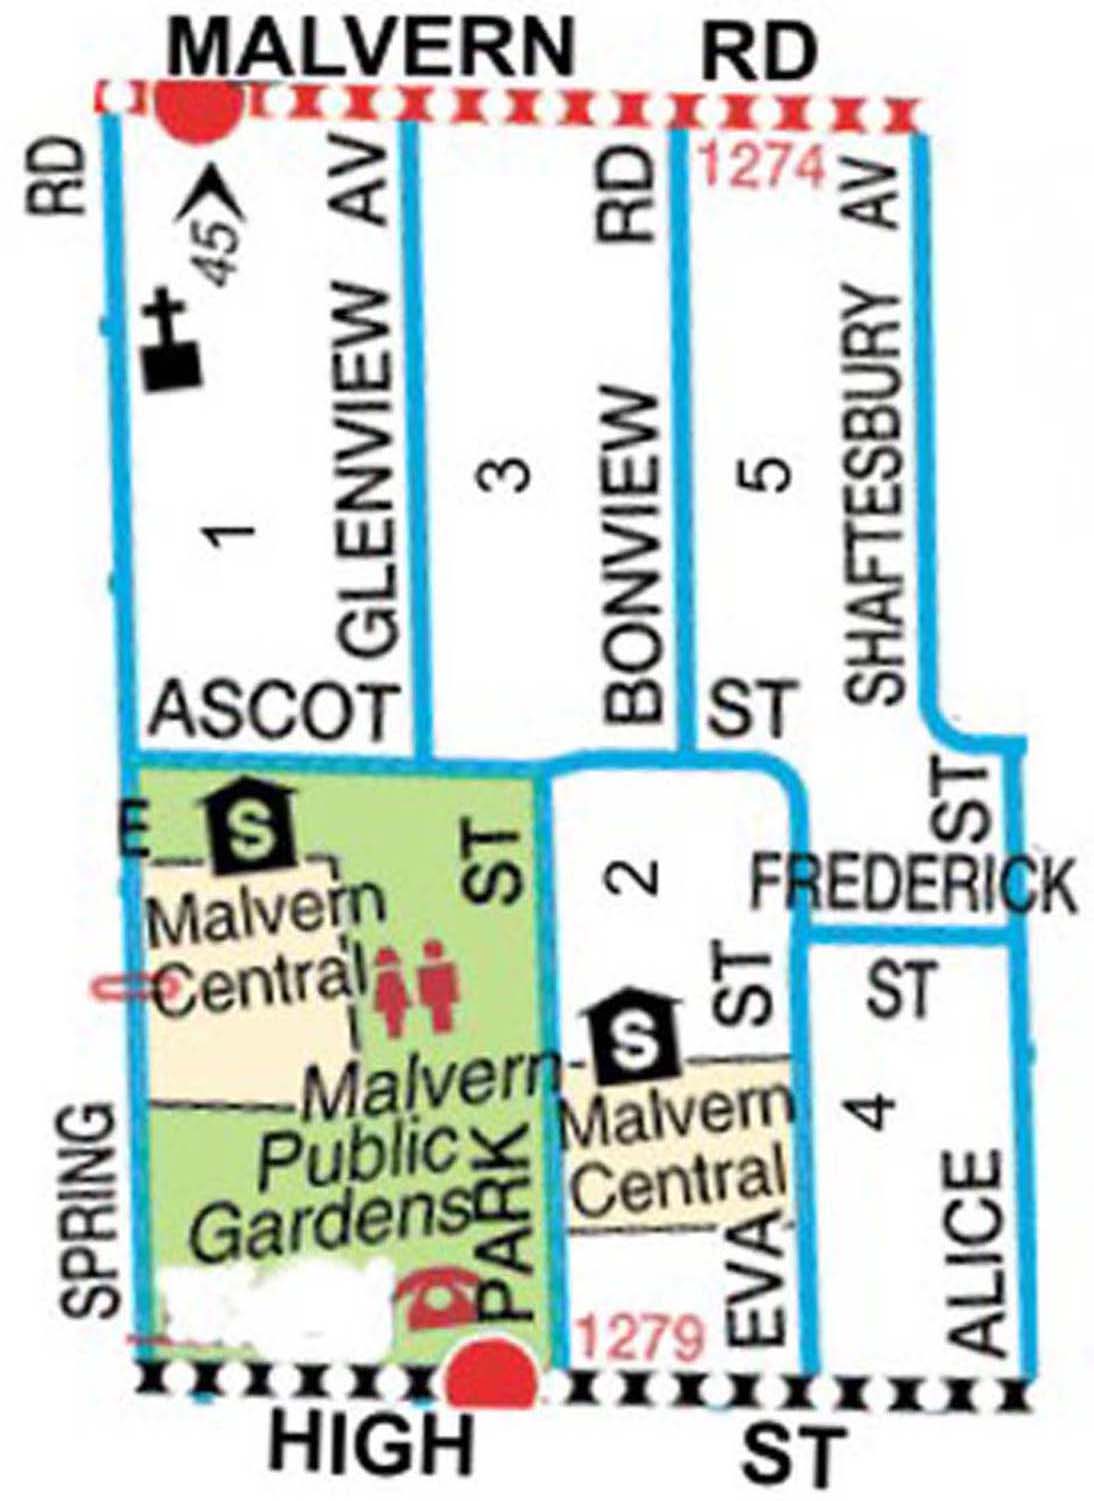 MALVERN RD
RD
45
GLENVIEW AV
BONVIEW RD
1274
SHAFTESBURY AV
1
3
5
ASCOT ST
E
S
Malvern
Central
ST
2
FREDERICK
ST
ST
ST
S
Malvern
Central
4
Malvern
Public
Gardens
PARK
SPRING
EVA
ALICE
1279
HIGH ST